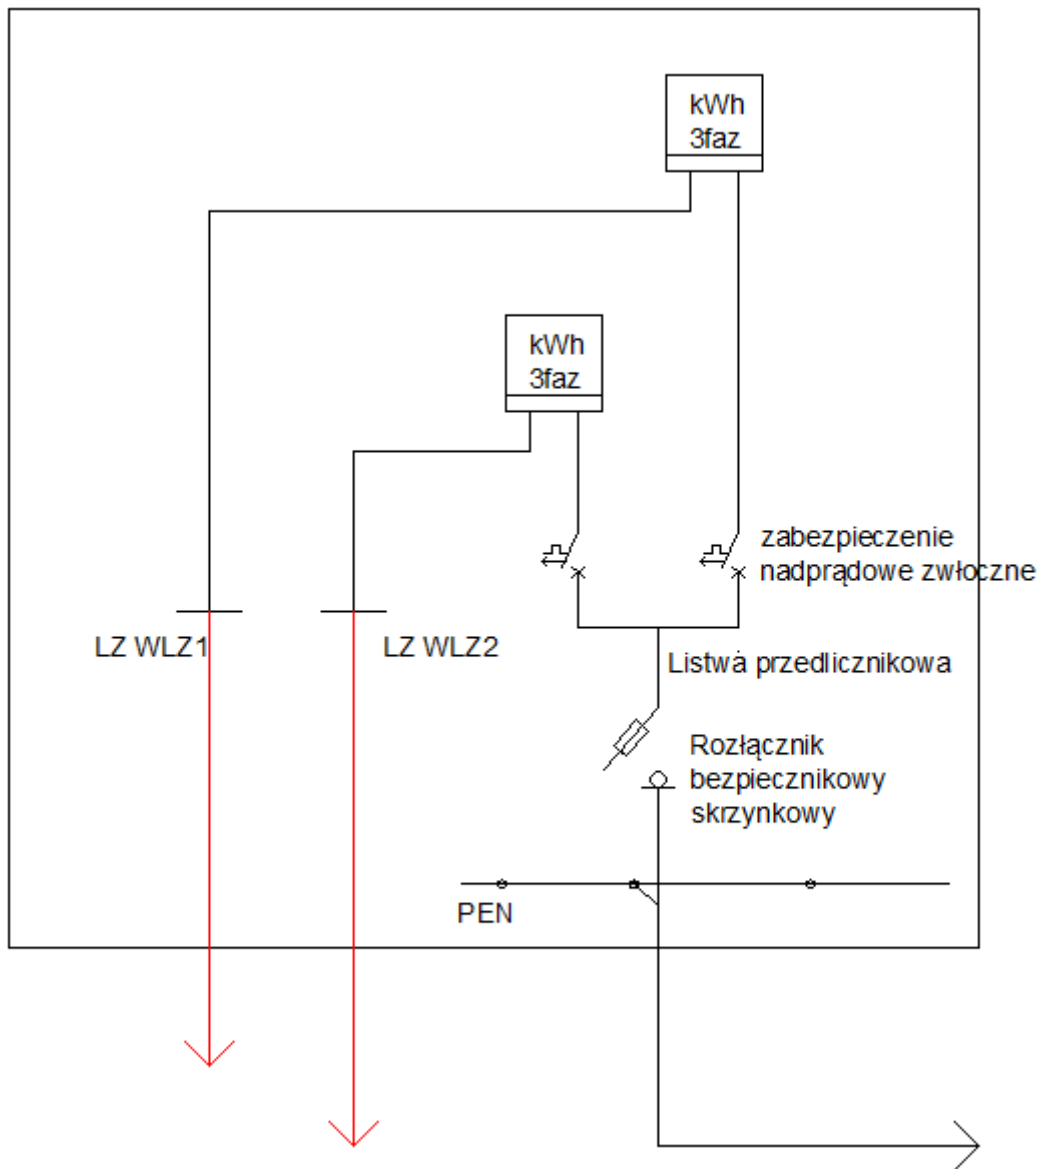 kWh
3faz
kWh
3faz
zabezpieczenie
nadprądowe zwłoczne
LZ WLZ1
LZ WLZ2
Listwa przedlicznikowa
Rozłącznik
bezpiecznikowy
skrzynkowy
PEN